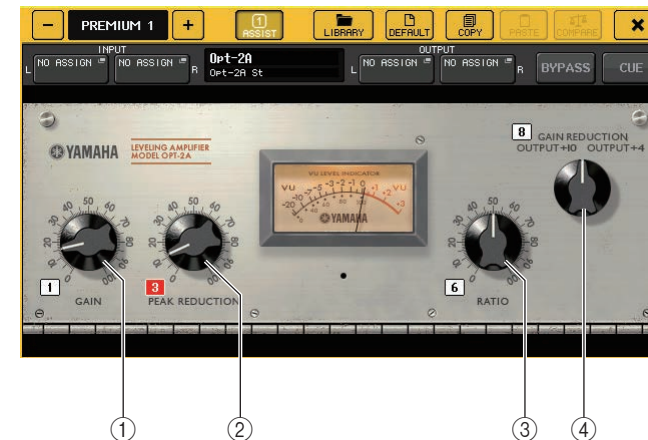 PREMIUM 1
1
ASSIST
LIBRARY
DEFAULT
COPY
PASTE
COMPARE
INPUT
L NO ASSIGN NO ASSIGN R
Opt-2A
Opt-2A St
OUTPUT
L NO ASSIGN NO ASSIGN R
BYPASS
CUE
YAMAHA
LEVELING AMPLIFIER
MODEL OPT-2A
VU LEVEL INDICATOR
VU VU
YAMAHA
8 GAIN REDUCTION
OUTPUT+10 OUTPUT+4
1 GAIN
3 PEAK REDUCTION
6 RATIO
① ② ③ ④